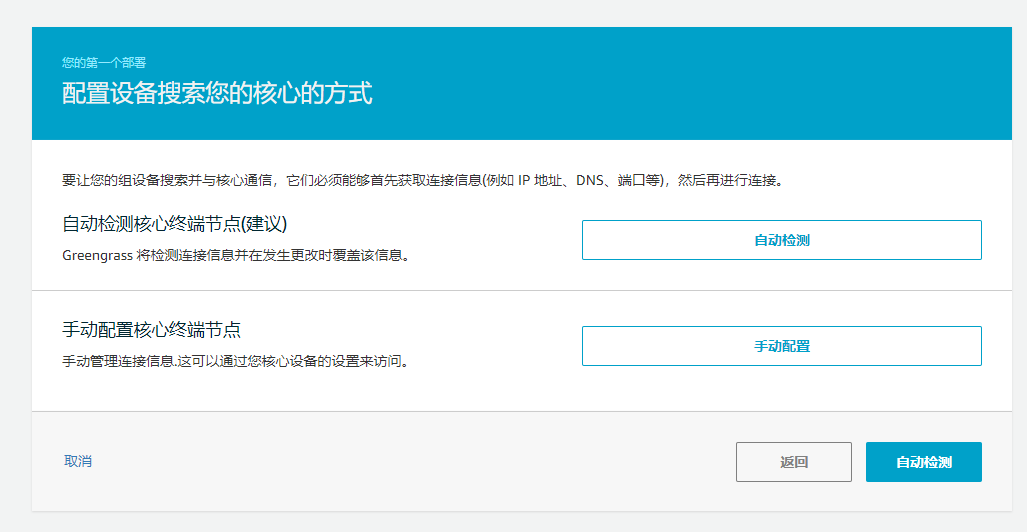 您的第一个部署
配置设备搜索您的核心的方式
要让您的组设备搜索并与核心通信，它们必须能够首先获取连接信息(例如 IP 地址、DNS、端口等)，然后再进行连接。
自动检测核心终端节点(建议)
Greengrass 将检测连接信息并在发生更改时覆盖该信息。
自动检测
手动配置核心终端节点
手动管理连接信息.这可以通过您核心设备的设置来访问。
手动配置
取消
返回
自动检测